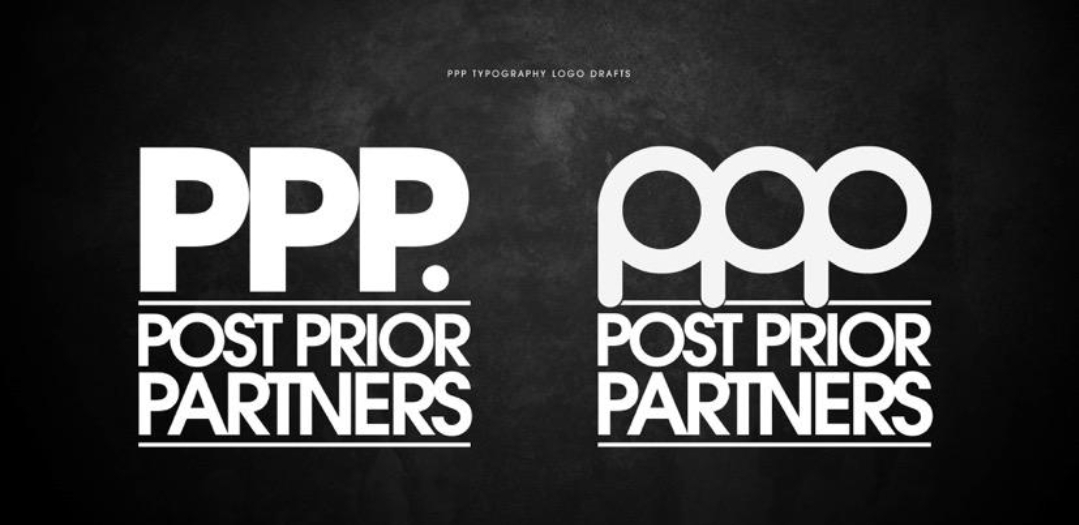 PPP TYPOGRAPHY LOGO DRAFTS
PPP.
POST PRIOR
PARTNERS
ppp
POST PRIOR
PARTNERS